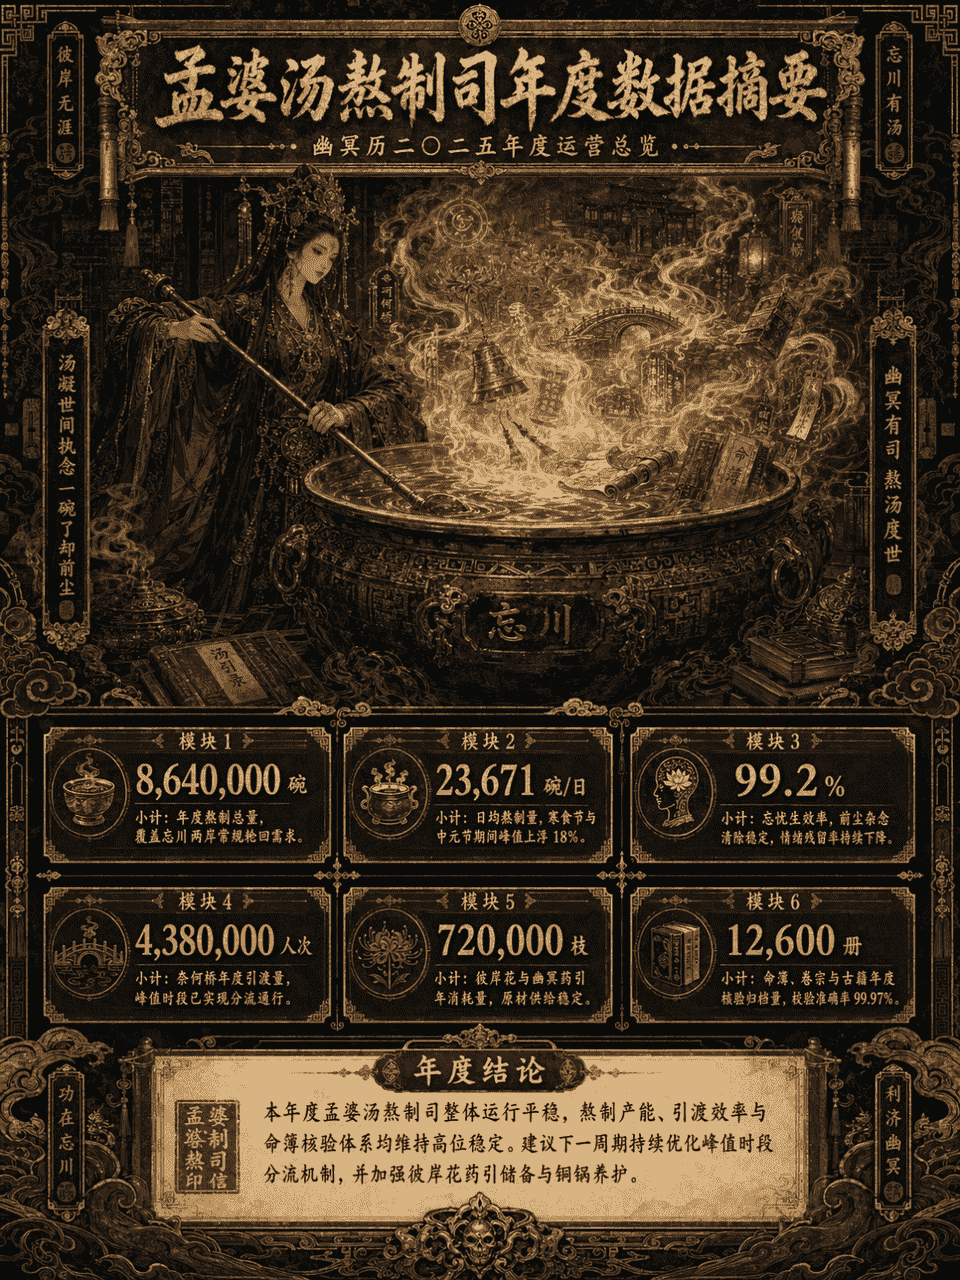 孟婆汤熬制司年度数据摘要
幽冥历二〇二五年度运营总览
彼岸无涯
忘川有汤
汤凝世间执念一碗了却前尘
幽冥有司 熬汤度世
奈何桥
命簿
忘川
汤引录
模块 1
8,640,000 碗
小计：年度熬制总量，
覆盖忘川两岸常规轮回需求。
模块 2
23,671 碗/日
小计：日均熬制量，寒食节与
中元节期间峰值上浮 18%。
模块 3
99.2 %
小计：忘忧生效率，前尘杂念
清除稳定，情绪残留率持续下降。
模块 4
4,380,000 人次
小计：奈何桥年度引渡量，
峰值时段已实现分流通行。
模块 5
720,000 枝
小计：彼岸花与幽冥药引
年消耗量，原材供给稳定。
模块 6
12,600 册
小计：命薄、卷宗与古籍年度
核验归档量，校验准确率 99.97%。
年度结论
本年度孟婆汤熬制司整体运行平稳，熬制产能、引渡效率与
命薄核验体系均维持高位稳定。建议下一周期持续优化峰值时段
分流机制，并加强彼岸花药引储备与铜锅养护。
功在忘川
利济幽冥